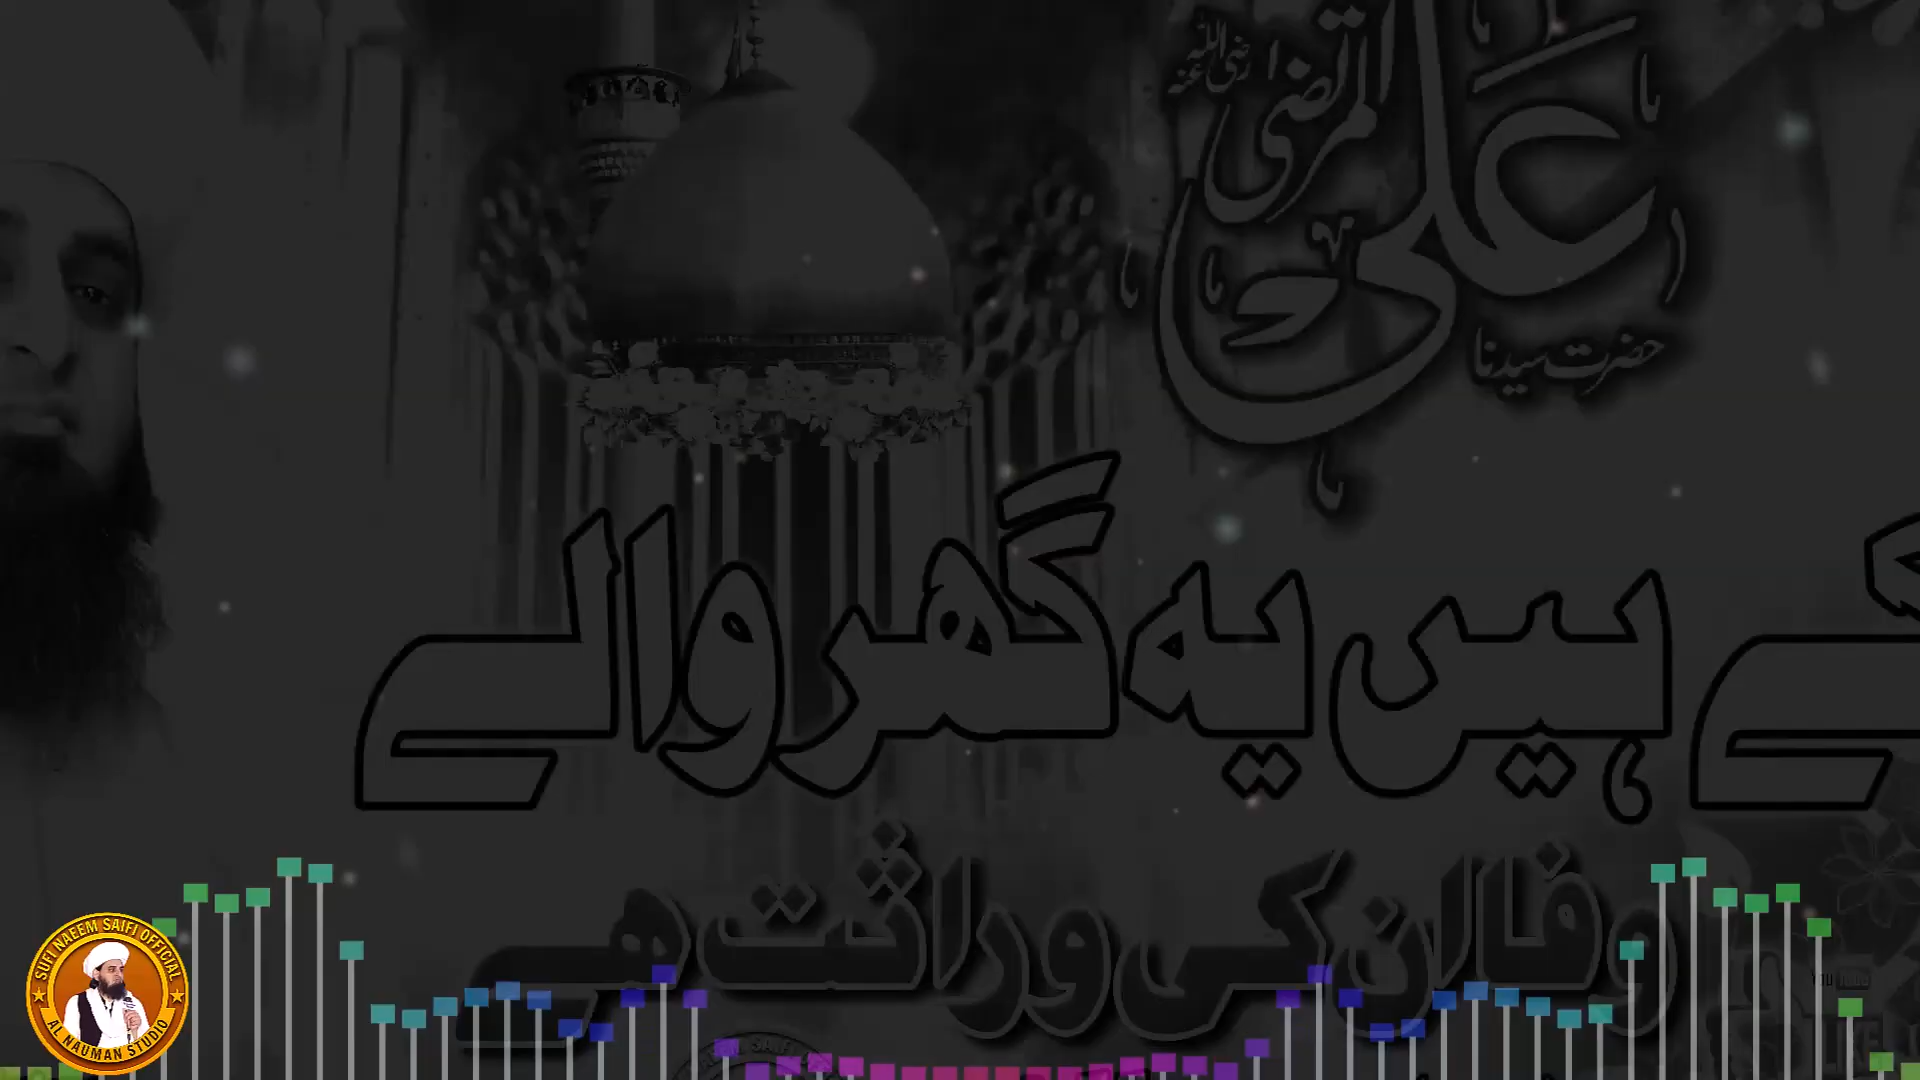 رضی اللہ عنہ
المرتضیٰ
علی
حضرت سیدنا
کے ہیں یہ گھر والے
وفا ان کی وراثت ہے
SUFI NAEEM SAIFI OFFICIAL
AL NAUMAN STUDIO